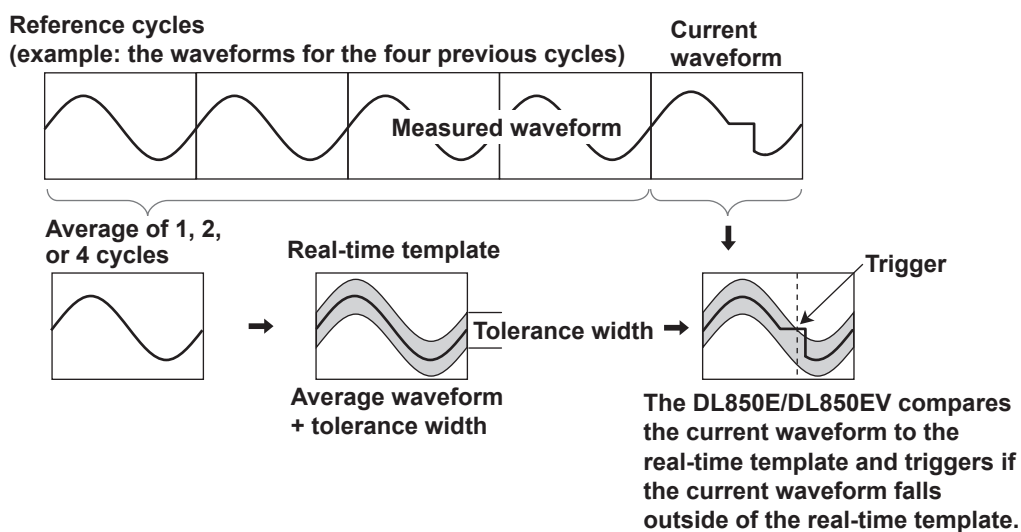 Reference cycles
(example: the waveforms for the four previous cycles)
Current
waveform
Measured waveform
Average of 1, 2,
or 4 cycles
Real-time template
Trigger
Tolerance width
Average waveform
+ tolerance width
The DL850E/DL850EV compares
the current waveform to the
real-time template and triggers if
the current waveform falls
outside of the real-time template.